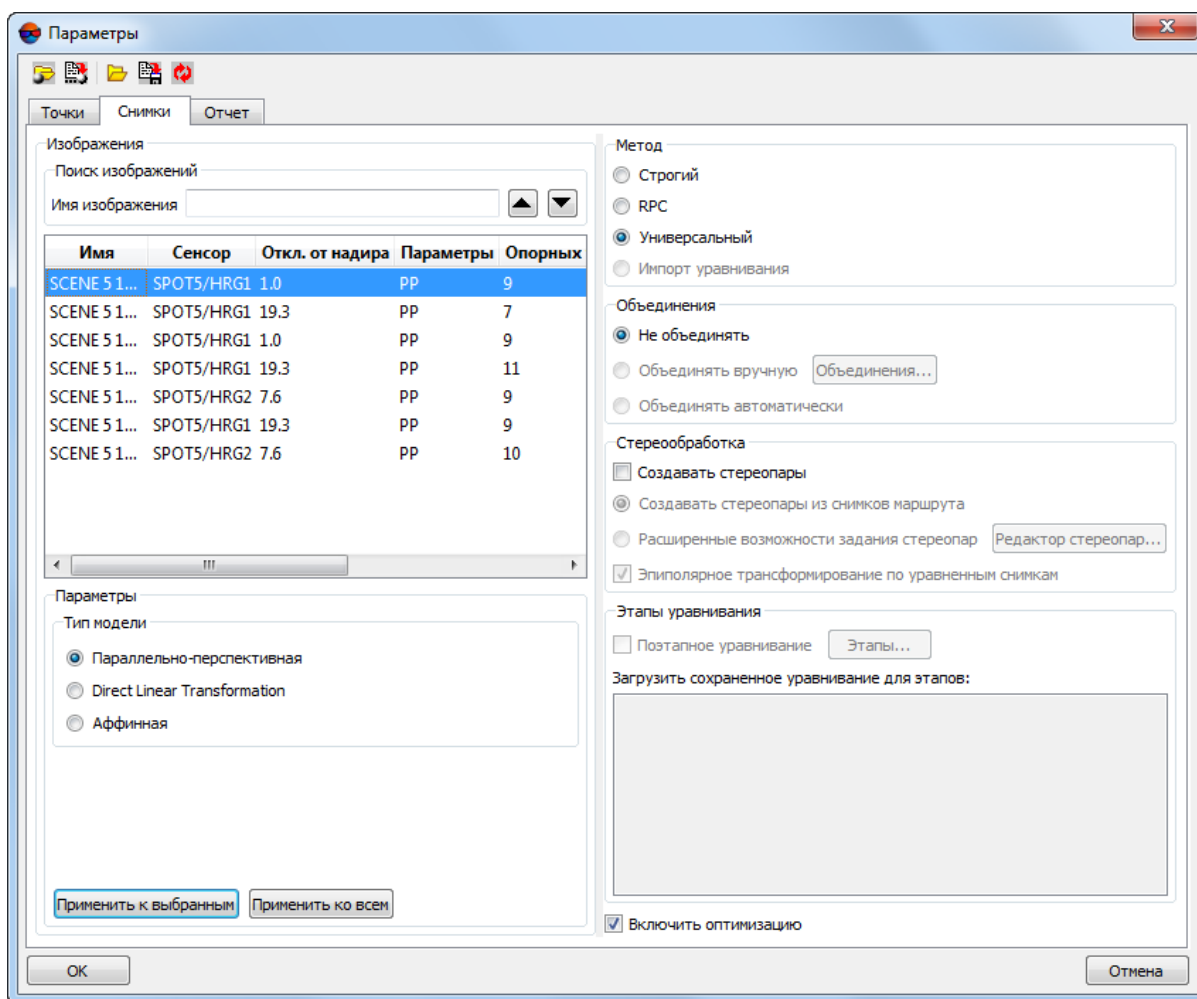 Параметры
Точки Снимки Отчет
Изображения
Поиск изображений
Имя изображения
Имя Сенсор Откл. от надира Параметры Опорных
SCENE 5 1... SPOT5/HRG1 1.0 PP 9
SCENE 5 1... SPOT5/HRG1 19.3 PP 7
SCENE 5 1... SPOT5/HRG1 1.0 PP 9
SCENE 5 1... SPOT5/HRG1 19.3 PP 11
SCENE 5 1... SPOT5/HRG2 7.6 PP 9
SCENE 5 1... SPOT5/HRG1 19.3 PP 9
SCENE 5 1... SPOT5/HRG2 7.6 PP 10
Параметры
Тип модели
Параллельно-перспективная
Direct Linear Transformation
Аффинная
Применить к выбранным Применить ко всем
Метод
Строгий
RPC
Универсальный
Импорт уравнивания
Объединения
Не объединять
Объединять вручную Объединения...
Объединять автоматически
Стереообработка
Создавать стереопары
Создавать стереопары из снимков маршрута
Расширенные возможности задания стереопар Редактор стереопар...
Эпиполярное трансформирование по уравненным снимкам
Этапы уравнивания
Поэтапное уравнивание Этапы...
Загрузить сохраненное уравнивание для этапов:
Включить оптимизацию
OK Отмена